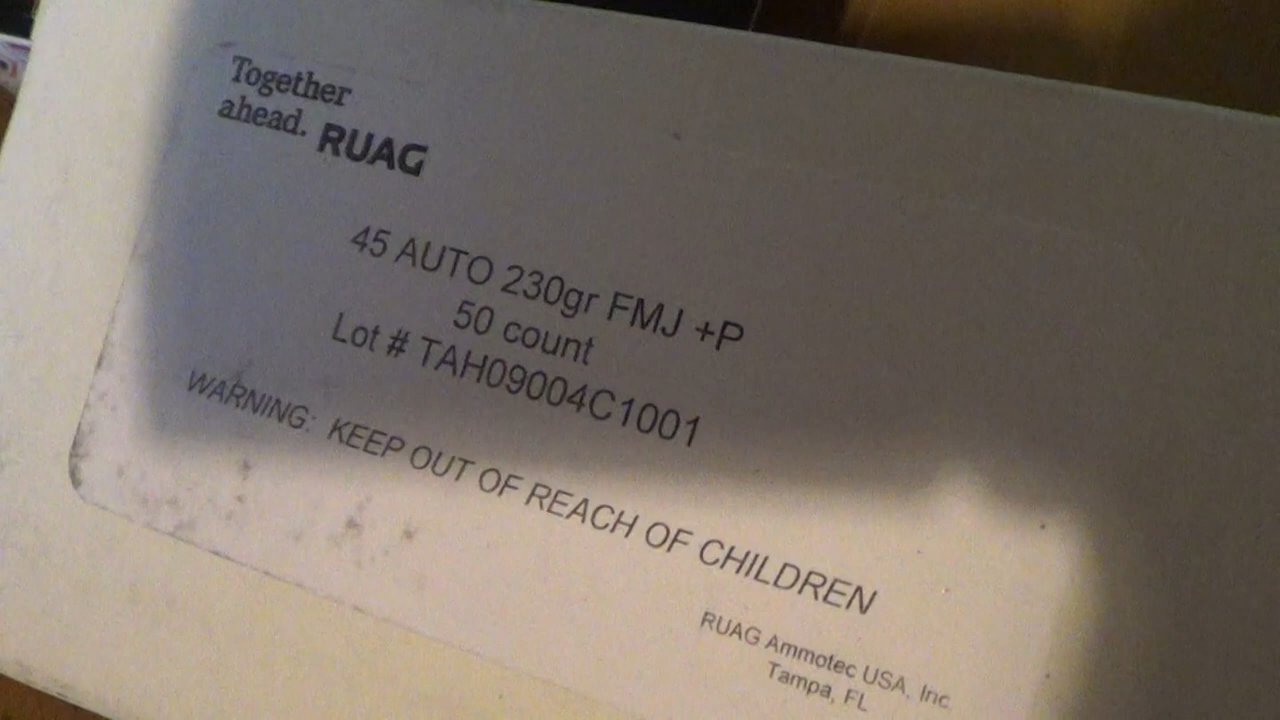 Together
ahead. RUAG
45 AUTO 230gr FMJ +P
50 count
Lot # TAH09004C1001
WARNING: KEEP OUT OF REACH OF CHILDREN
RUAG Ammotec USA, Inc
Tampa, FL